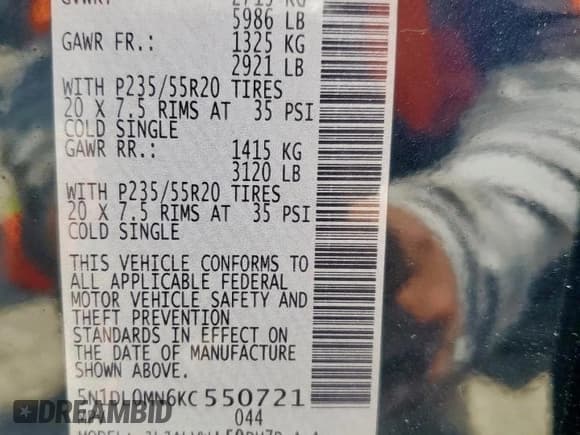 2715 KG
5986 LB
GAWR FR.: 1325 KG
2921 LB
WITH P235/55R20 TIRES
20 X 7.5 RIMS AT 35 PSI
COLD SINGLE
GAWR RR.: 1415 KG
3120 LB
WITH P235/55R20 TIRES
20 X 7.5 RIMS AT 35 PSI
COLD SINGLE
THIS VEHICLE CONFORMS TO
ALL APPLICABLE FEDERAL
MOTOR VEHICLE SAFETY AND
THEFT PREVENTION
STANDARDS IN EFFECT ON
THE DATE OF MANUFACTURE
SHOWN ABOVE.
5N1DL0MN6KC550721
044
DREAMBID